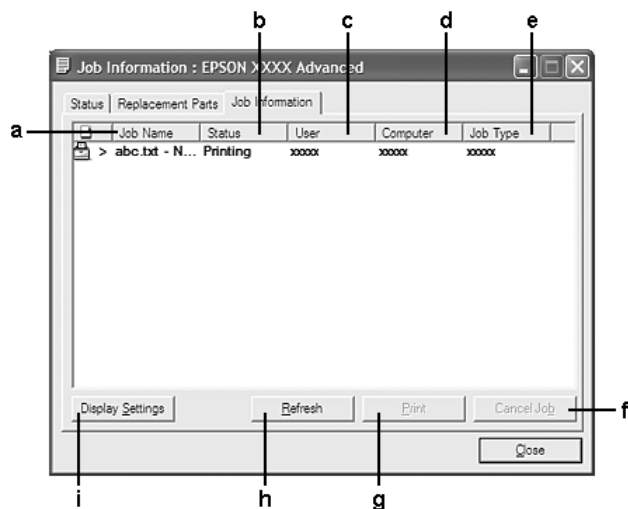 b c d e
Job Information : EPSON XXXX Advanced
Status Replacement Parts Job Information
a Job Name Status User Computer Job Type
> abc.txt - N... Printing xxxxx xxxxx xxxxx
Display Settings Refresh Print Cancel Job f
Close
i h g